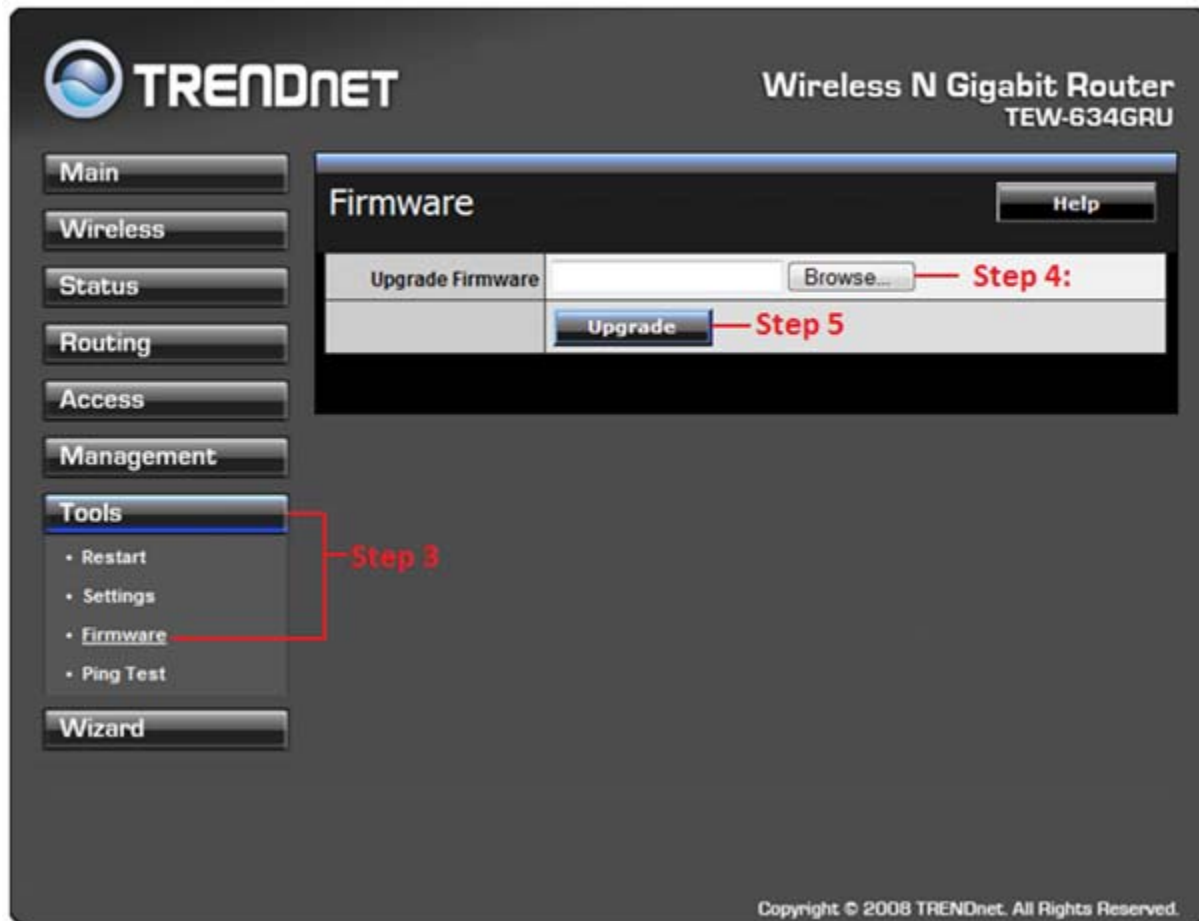 TRENDNET
Wireless N Gigabit Router
TEW-634GRU
Main
Wireless
Status
Routing
Access
Management
Tools
• Restart
• Settings
• Firmware
• Ping Test
Wizard
Step 3
Firmware
Help
Upgrade Firmware
Browse...
Step 4:
Upgrade
Step 5
Copyright © 2008 TRENDnet. All Rights Reserved.